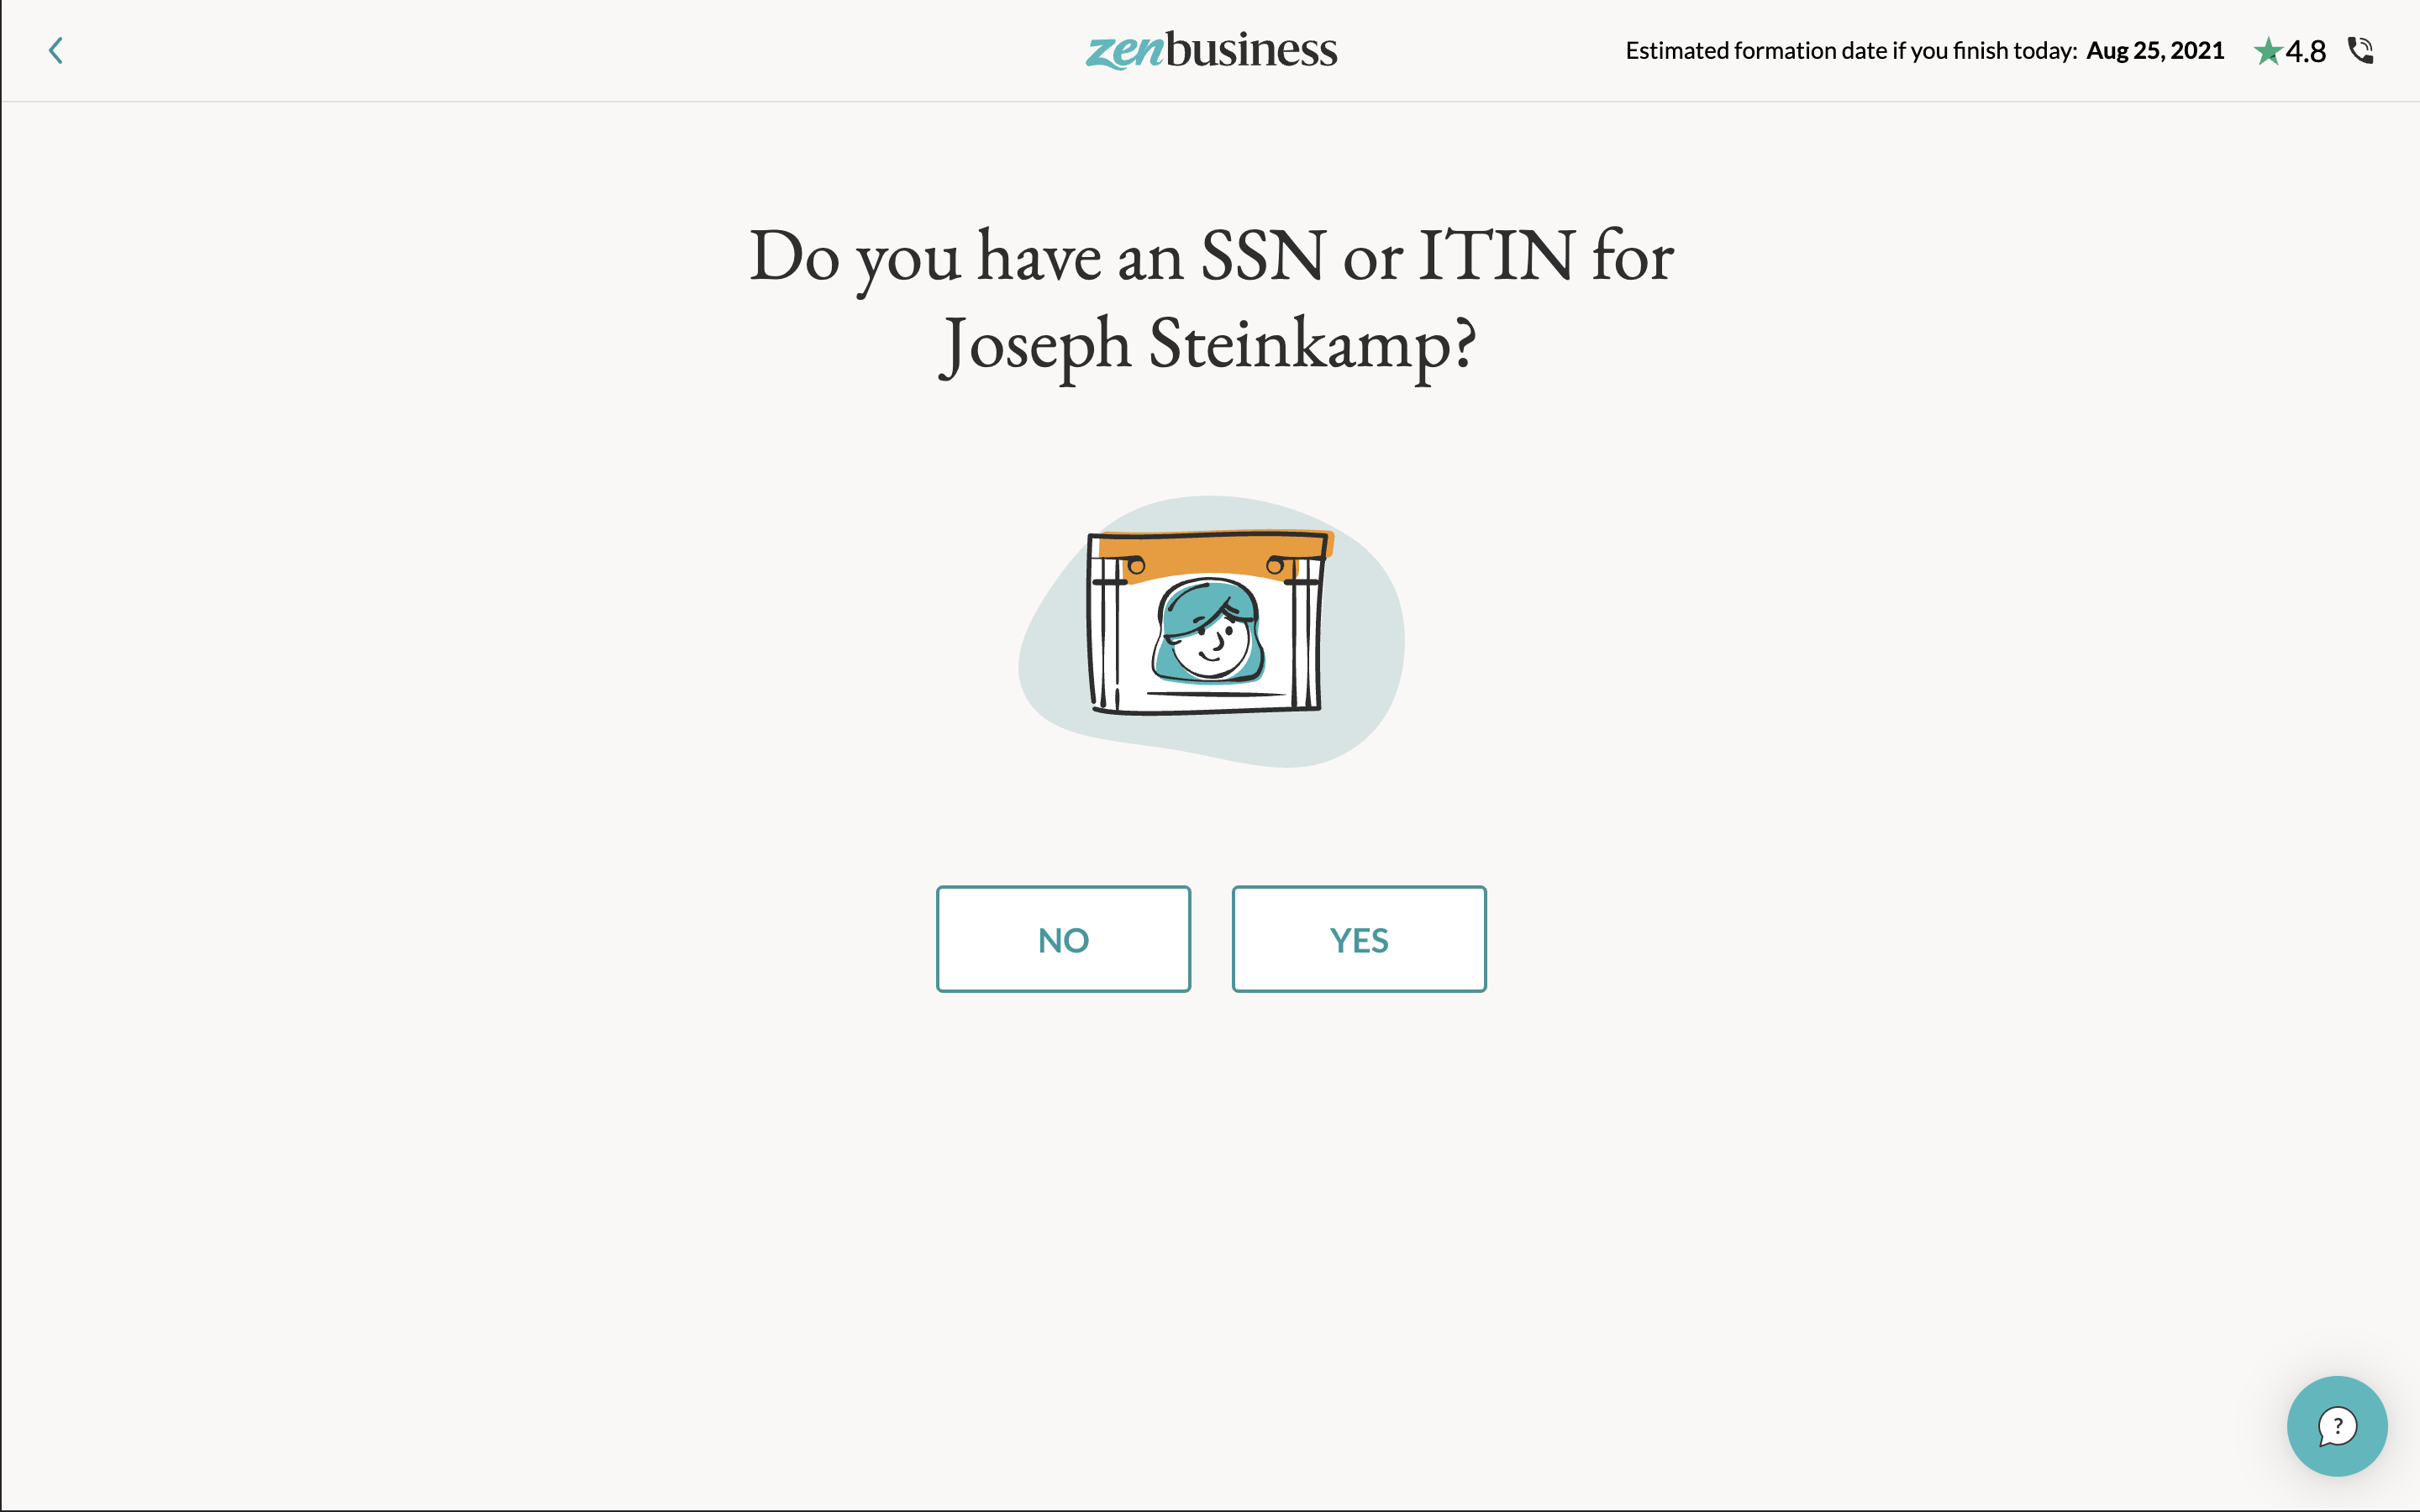 zenbusiness
Estimated formation date if you finish today: Aug 25, 2021
4.8
Do you have an SSN or ITIN for
Joseph Steinkamp?
NO
YES
?